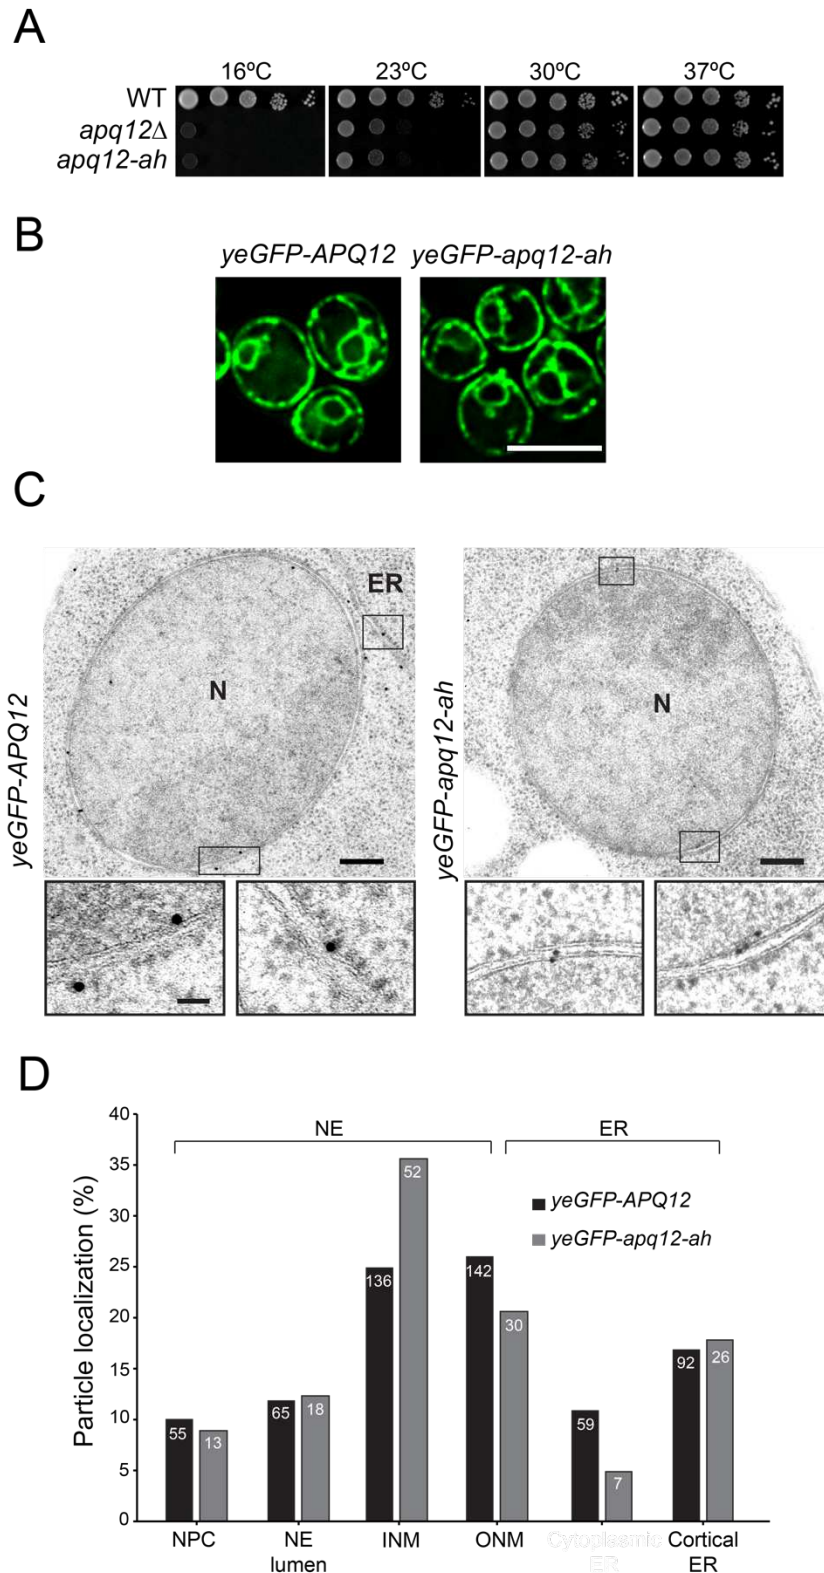 A
16ºC 23ºC 30ºC 37ºC
WT
apq12Δ
apq12-ah
B
yeGFP-APQ12 yeGFP-apq12-ah
C
yeGFP-APQ12
ER
N
yeGFP-apq12-ah
N
D
Particle localization (%)
40
35
30
25
20
15
10
5
0
NE ER
yeGFP-APQ12
yeGFP-apq12-ah
55 13 65 18 136 52 142 30 59 7 92 26
NPC NE INM ONM Cytoplasmic Cortical
lumen ER ER